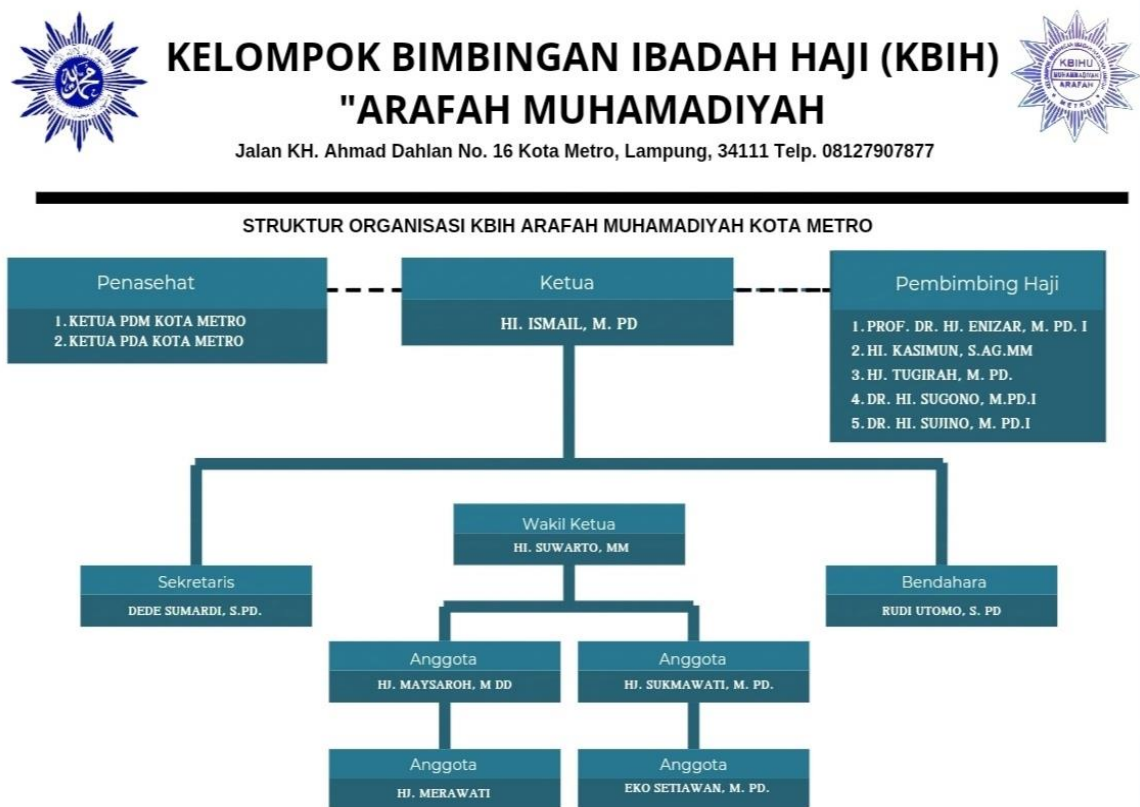 KELOMPOK BIMBINGAN IBADAH HAJI (KBIH)
"ARAFAH MUHAMADIYAH
KBIHU
MUHAMMADIYAH
ARAFAH
METRO
Jalan KH. Ahmad Dahlan No. 16 Kota Metro, Lampung, 34111 Telp. 08127907877
STRUKTUR ORGANISASI KBIH ARAFAH MUHAMADIYAH KOTA METRO
Penasehat
1. KETUA PDM KOTA METRO
2. KETUA PDA KOTA METRO
Ketua
HI. ISMAIL, M. PD
Pembimbing Haji
1. PROF. DR. HJ. ENIZAR, M. PD. I
2. HI. KASIMUN, S.AG.MM
3. HJ. TUGIRAH, M. PD.
4. DR. HI. SUGONO, M.PD.I
5. DR. HI. SUJINO, M. PD.I
Wakil Ketua
HI. SUWARTO, MM
Sekretaris
DEDE SUMARDI, S.PD.
Bendahara
RUDI UTOMO, S. PD
Anggota
HJ. MAYSAROH, M DD
Anggota
HJ. SUKMAWATI, M. PD.
Anggota
HJ. MERAWATI
Anggota
EKO SETIAWAN, M. PD.